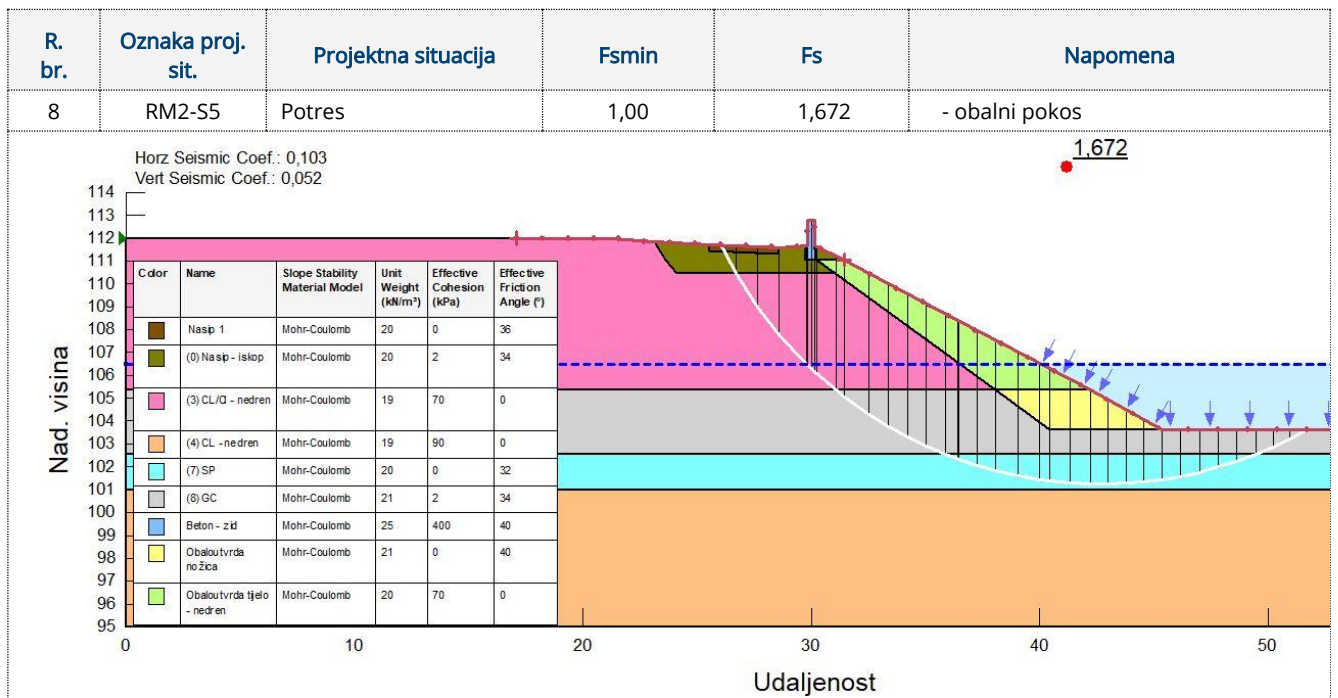 R. br.
Oznaka proj. sit.
Projektna situacija
Fsmin
Fs
Napomena
8 RM2-S5 Potres 1,00 1,672 - obalni pokos
Horz Seismic Coef.: 0,103
Vert Seismic Coef.: 0,052
1,672
114
113
112
111
110
109
108
107
106
105
104
103
102
101
100
99
98
97
96
95
Nad. visina
Color Name Slope Stability Material Model Unit Weight (kN/m³) Effective Cohesion (kPa) Effective Friction Angle (°)
Nasip 1 Mohr-Coulomb 20 0 36
(0) Nasip - iskop Mohr-Coulomb 20 2 34
(3) CL/CI - nedren Mohr-Coulomb 19 70 0
(4) CL - nedren Mohr-Coulomb 19 90 0
(7) SP Mohr-Coulomb 20 0 32
(8) GC Mohr-Coulomb 21 2 34
Beton - zid Mohr-Coulomb 25 400 40
Obaloutvrda nožica Mohr-Coulomb 21 0 40
Obaloutvrda tijelo - nedren Mohr-Coulomb 20 70 0
0 10 20 30 40 50
Udaljenost